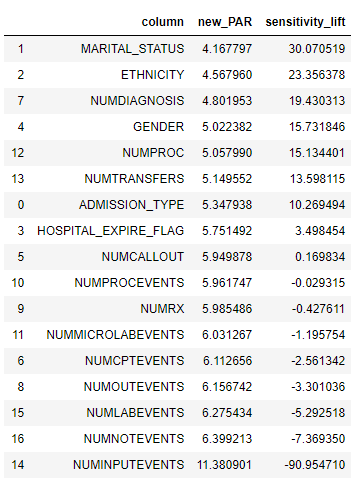 column new_PAR sensitivity_lift
1 MARITAL_STATUS 4.167797 30.070519
2 ETHNICITY 4.567960 23.356378
7 NUMDIAGNOSIS 4.801953 19.430313
4 GENDER 5.022382 15.731846
12 NUMPROC 5.057990 15.134401
13 NUMTRANSFERS 5.149552 13.598115
0 ADMISSION_TYPE 5.347938 10.269494
3 HOSPITAL_EXPIRE_FLAG 5.751492 3.498454
5 NUMCALLOUT 5.949878 0.169834
10 NUMPROCEVENTS 5.961747 -0.029315
9 NUMRX 5.985486 -0.427611
11 NUMMICROLABEVENTS 6.031267 -1.195754
6 NUMCPTEVENTS 6.112656 -2.561342
8 NUMOUTEVENTS 6.156742 -3.301036
15 NUMLABEVENTS 6.275434 -5.292518
16 NUMNOTEVENTS 6.399213 -7.369350
14 NUMINPUTEVENTS 11.380901 -90.954710